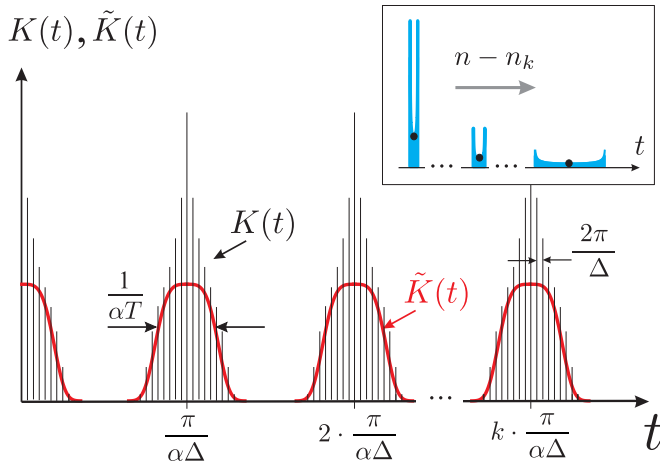 K(t), K̃(t)
n − n_k
t
... ...
K(t)
2π/Δ
1/αT
K̃(t)
...
π/αΔ
2 · π/αΔ
k · π/αΔ
t